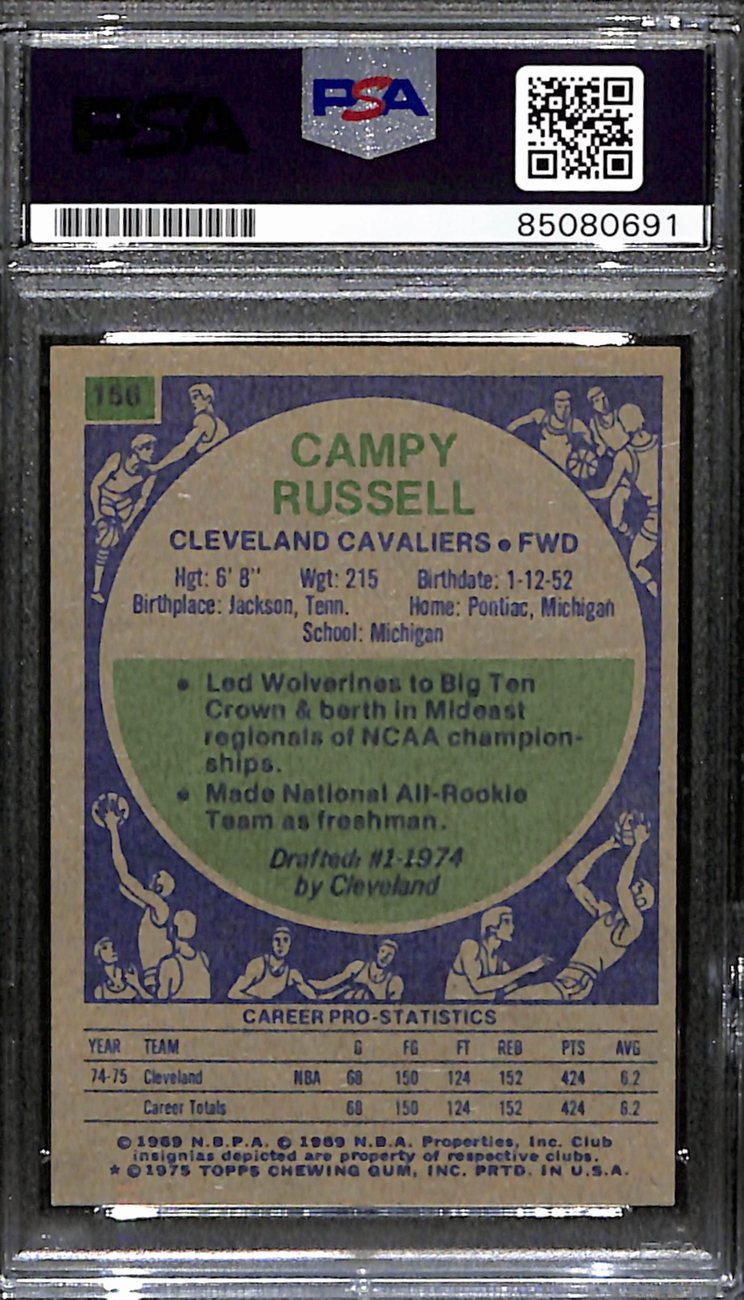 PSA
PSA
85080691
156
CAMPY
RUSSELL
CLEVELAND CAVALIERS • FWD
Hgt: 6' 8" Wgt: 215 Birthdate: 1-12-52
Birthplace: Jackson, Tenn. Home: Pontiac, Michigan
School: Michigan
• Led Wolverines to Big Ten
Crown & berth in Mideast
regionals of NCAA champion-
ships.
• Made National All-Rookie
Team as freshman.
Drafted: #1-1974
by Cleveland
CAREER PRO-STATISTICS
YEAR TEAM G FG FT REB PTS AVG
74-75 Cleveland NBA 68 150 124 152 424 6.2
Career Totals 68 150 124 152 424 6.2
© 1969 N.B.P.A. © 1969 N.B.A. Properties, Inc. Club
insignias depicted are property of respective clubs.
* © 1975 TOPPS CHEWING GUM, INC. PRTD. IN U.S.A.